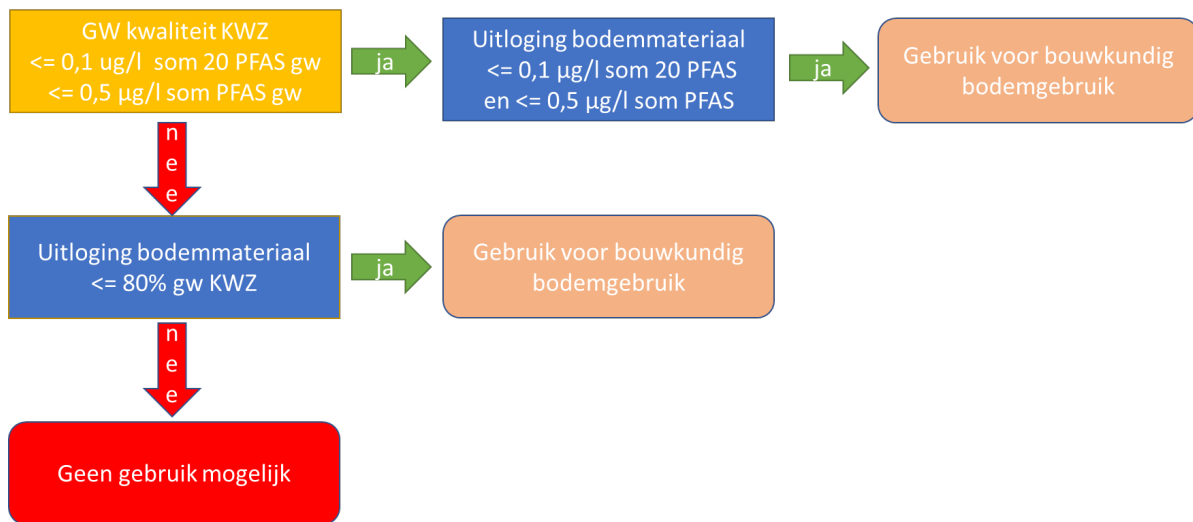 GW kwaliteit KWZ
<= 0,1 ug/l som 20 PFAS gw
<= 0,5 µg/l som PFAS gw
ja
Uitloging bodemmateriaal
<= 0,1 µg/l som 20 PFAS
en <= 0,5 µg/l som PFAS
ja
Gebruik voor bouwkundig
bodemgebruik
nee
Uitloging bodemmateriaal
<= 80% gw KWZ
ja
Gebruik voor bouwkundig
bodemgebruik
nee
Geen gebruik mogelijk